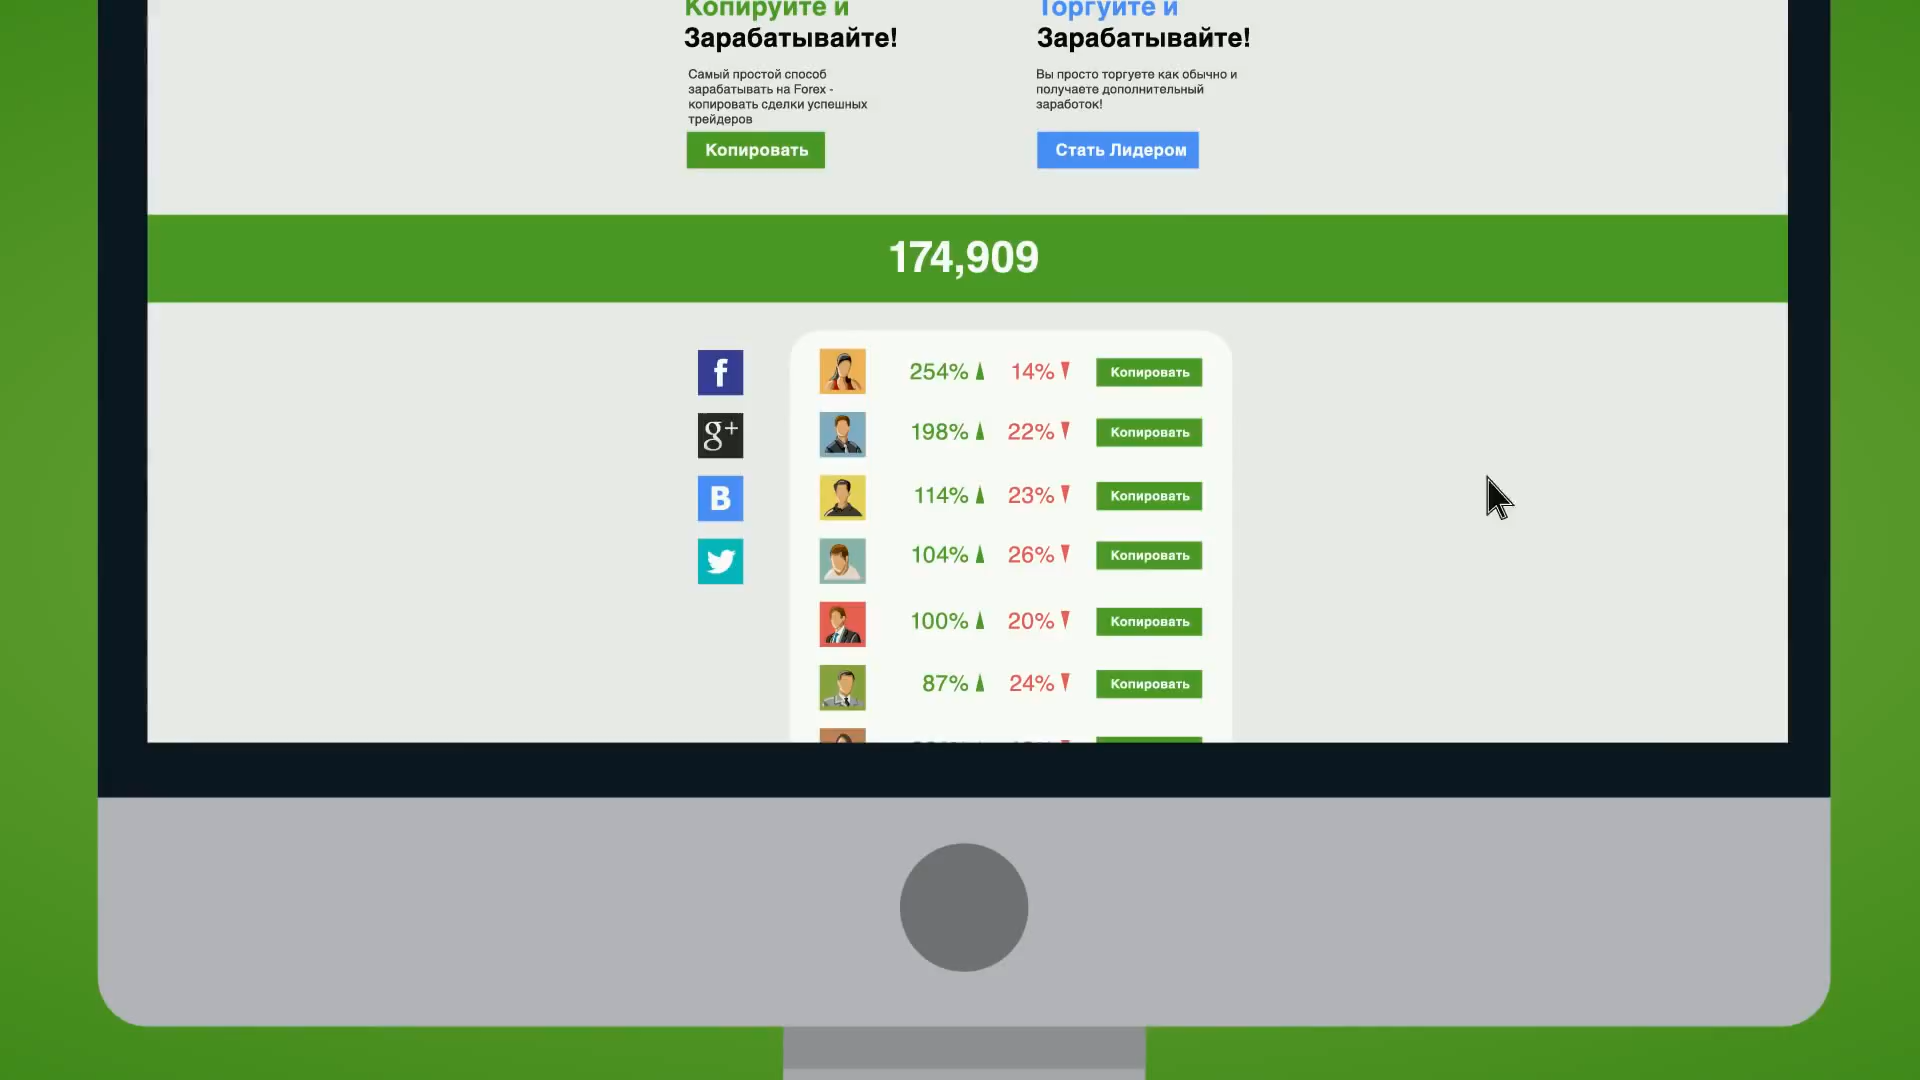 Копируйте и
Зарабатывайте!
Самый простой способ
зарабатывать на Forex -
копировать сделки успешных
трейдеров
Копировать
Торгуйте и
Зарабатывайте!
Вы просто торгуете как обычно и
получаете дополнительный
заработок!
Стать Лидером
174,909
f
g+
B
254% 14% Копировать
198% 22% Копировать
114% 23% Копировать
104% 26% Копировать
100% 20% Копировать
87% 24% Копировать